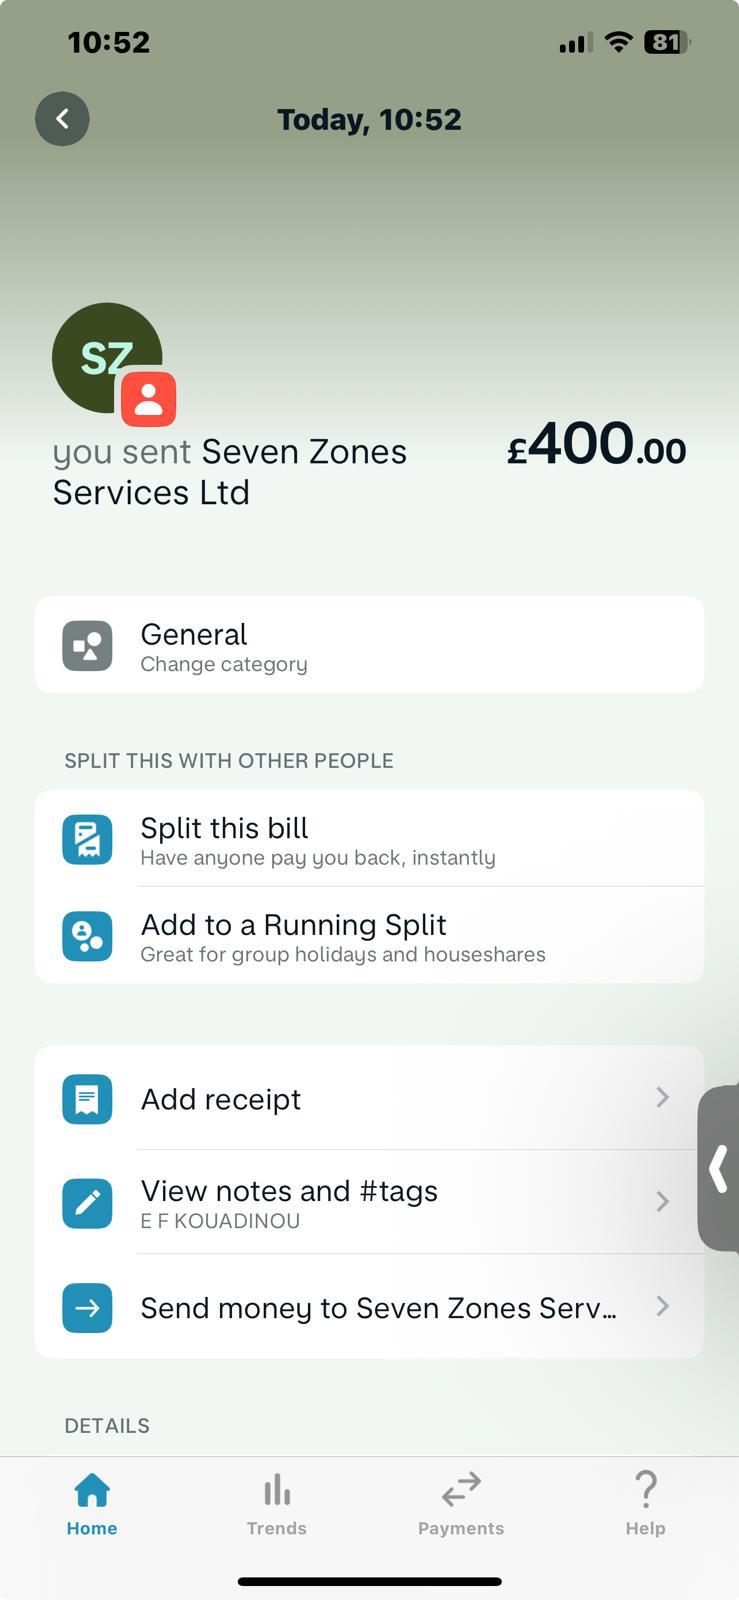 10:52
81
Today, 10:52
SZ
you sent Seven Zones
Services Ltd
£400.00
General
Change category
SPLIT THIS WITH OTHER PEOPLE
Split this bill
Have anyone pay you back, instantly
Add to a Running Split
Great for group holidays and houseshares
Add receipt
View notes and #tags
E F KOUADINOU
Send money to Seven Zones Serv...
DETAILS
Home
Trends
Payments
Help